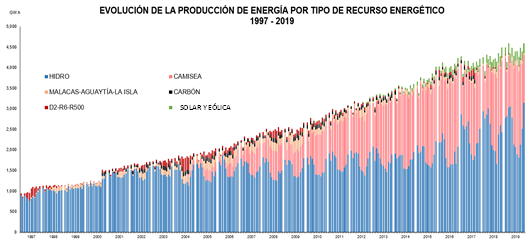 EVOLUCIÓN DE LA PRODUCCIÓN DE ENERGÍA POR TIPO DE RECURSO ENERGÉTICO
1997 - 2019
5,000
4,500
4,000
3,500
3,000
2,500
2,000
1,500
1,000
500
0
HIDRO
CAMISEA
MALACAS-AGUAYTÍA-LA ISLA
CARBÓN
D2-R6-R500
SOLAR Y EÓLICA
1997 1998 1999 2000 2001 2002 2003 2004 2005 2006 2007 2008 2009 2010 2011 2012 2013 2014 2015 2016 2017 2018 2019